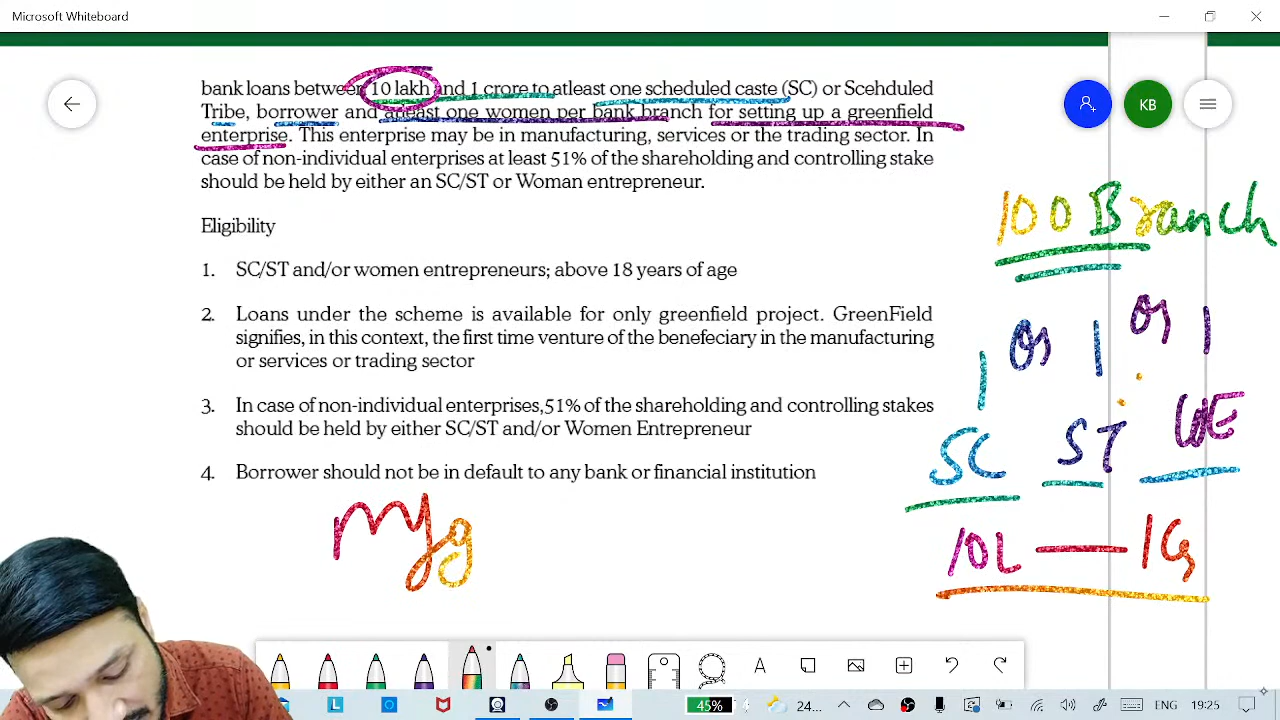 Microsoft Whiteboard
bank loans between 10 lakh and 1 crore to atleast one scheduled caste (SC) or Scehduled
Tribe, borrower and atleast one women per bank branch for setting up a greenfield
enterprise. This enterprise may be in manufacturing, services or the trading sector. In
case of non-individual enterprises at least 51% of the shareholding and controlling stake
should be held by either an SC/ST or Woman entrepreneur.
Eligibility
1. SC/ST and/or women entrepreneurs; above 18 years of age
2. Loans under the scheme is available for only greenfield project. GreenField
signifies, in this context, the first time venture of the benefeciary in the manufacturing
or services or trading sector
3. In case of non-individual enterprises,51% of the shareholding and controlling stakes
should be held by either SC/ST and/or Women Entrepreneur
4. Borrower should not be in default to any bank or financial institution
KB
100 Branch
1 or 1 or 1
SC ST WE
10L — 1Cr
Mfg
A
L
45%
24...
ENG
19:25